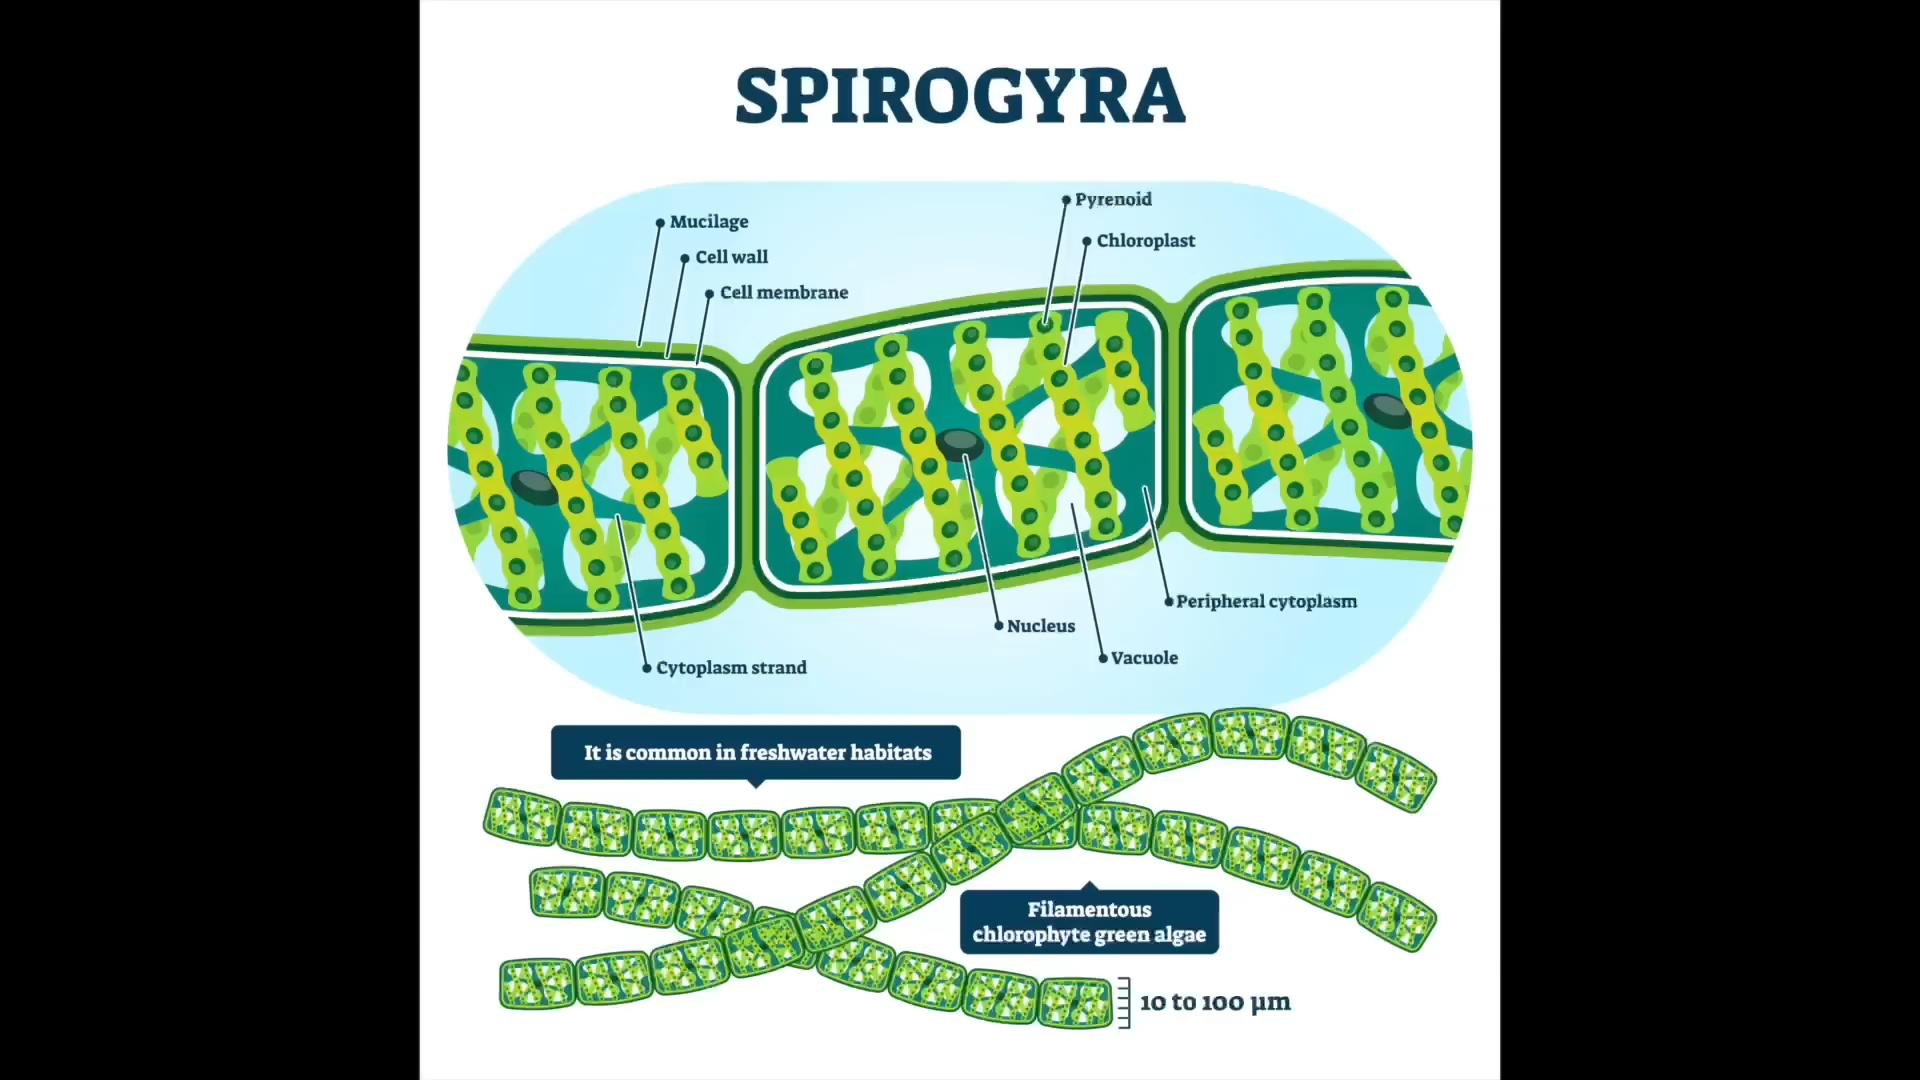 SPIROGYRA
Pyrenoid
Mucilage
Chloroplast
Cell wall
Cell membrane
Peripheral cytoplasm
Nucleus
Vacuole
Cytoplasm strand
It is common in freshwater habitats
Filamentous
chlorophyte green algae
10 to 100 µm